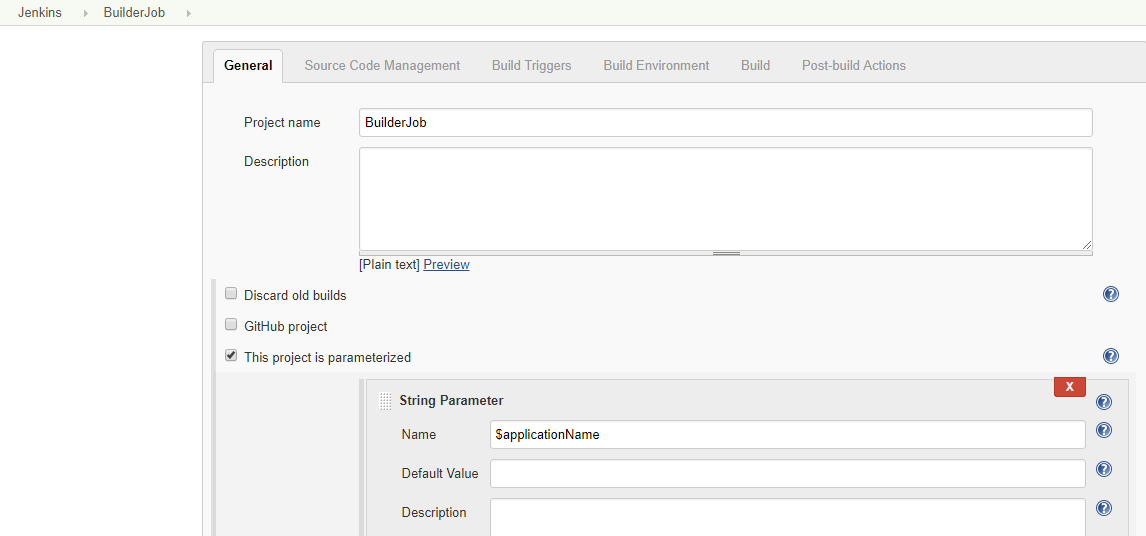 Jenkins BuilderJob
General Source Code Management Build Triggers Build Environment Build Post-build Actions
Project name BuilderJob
Description
[Plain text] Preview
Discard old builds ?
GitHub project
This project is parameterized ?
X
String Parameter ?
Name $applicationName ?
Default Value ?
Description ?